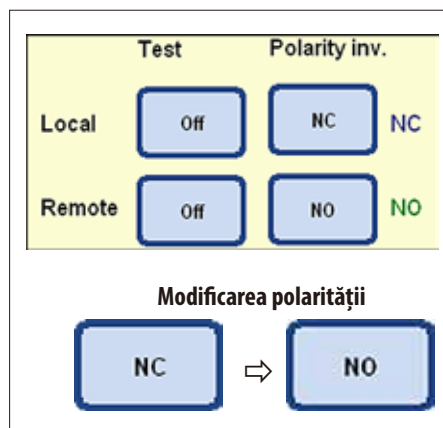 Test Polarity inv.
Local Off NC NC
Remote Off NO NO
Modificarea polarității
NC ⇨ NO